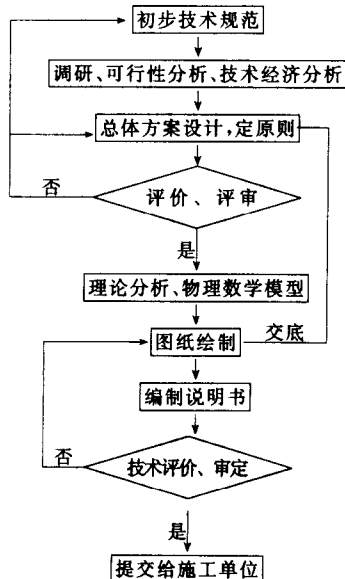 初步技术规范
调研、可行性分析、技术经济分析
总体方案设计,定原则
否
评价、评审
是
理论分析、物理数学模型
图纸绘制
交底
编制说明书
否
技术评价、审定
是
提交给施工单位